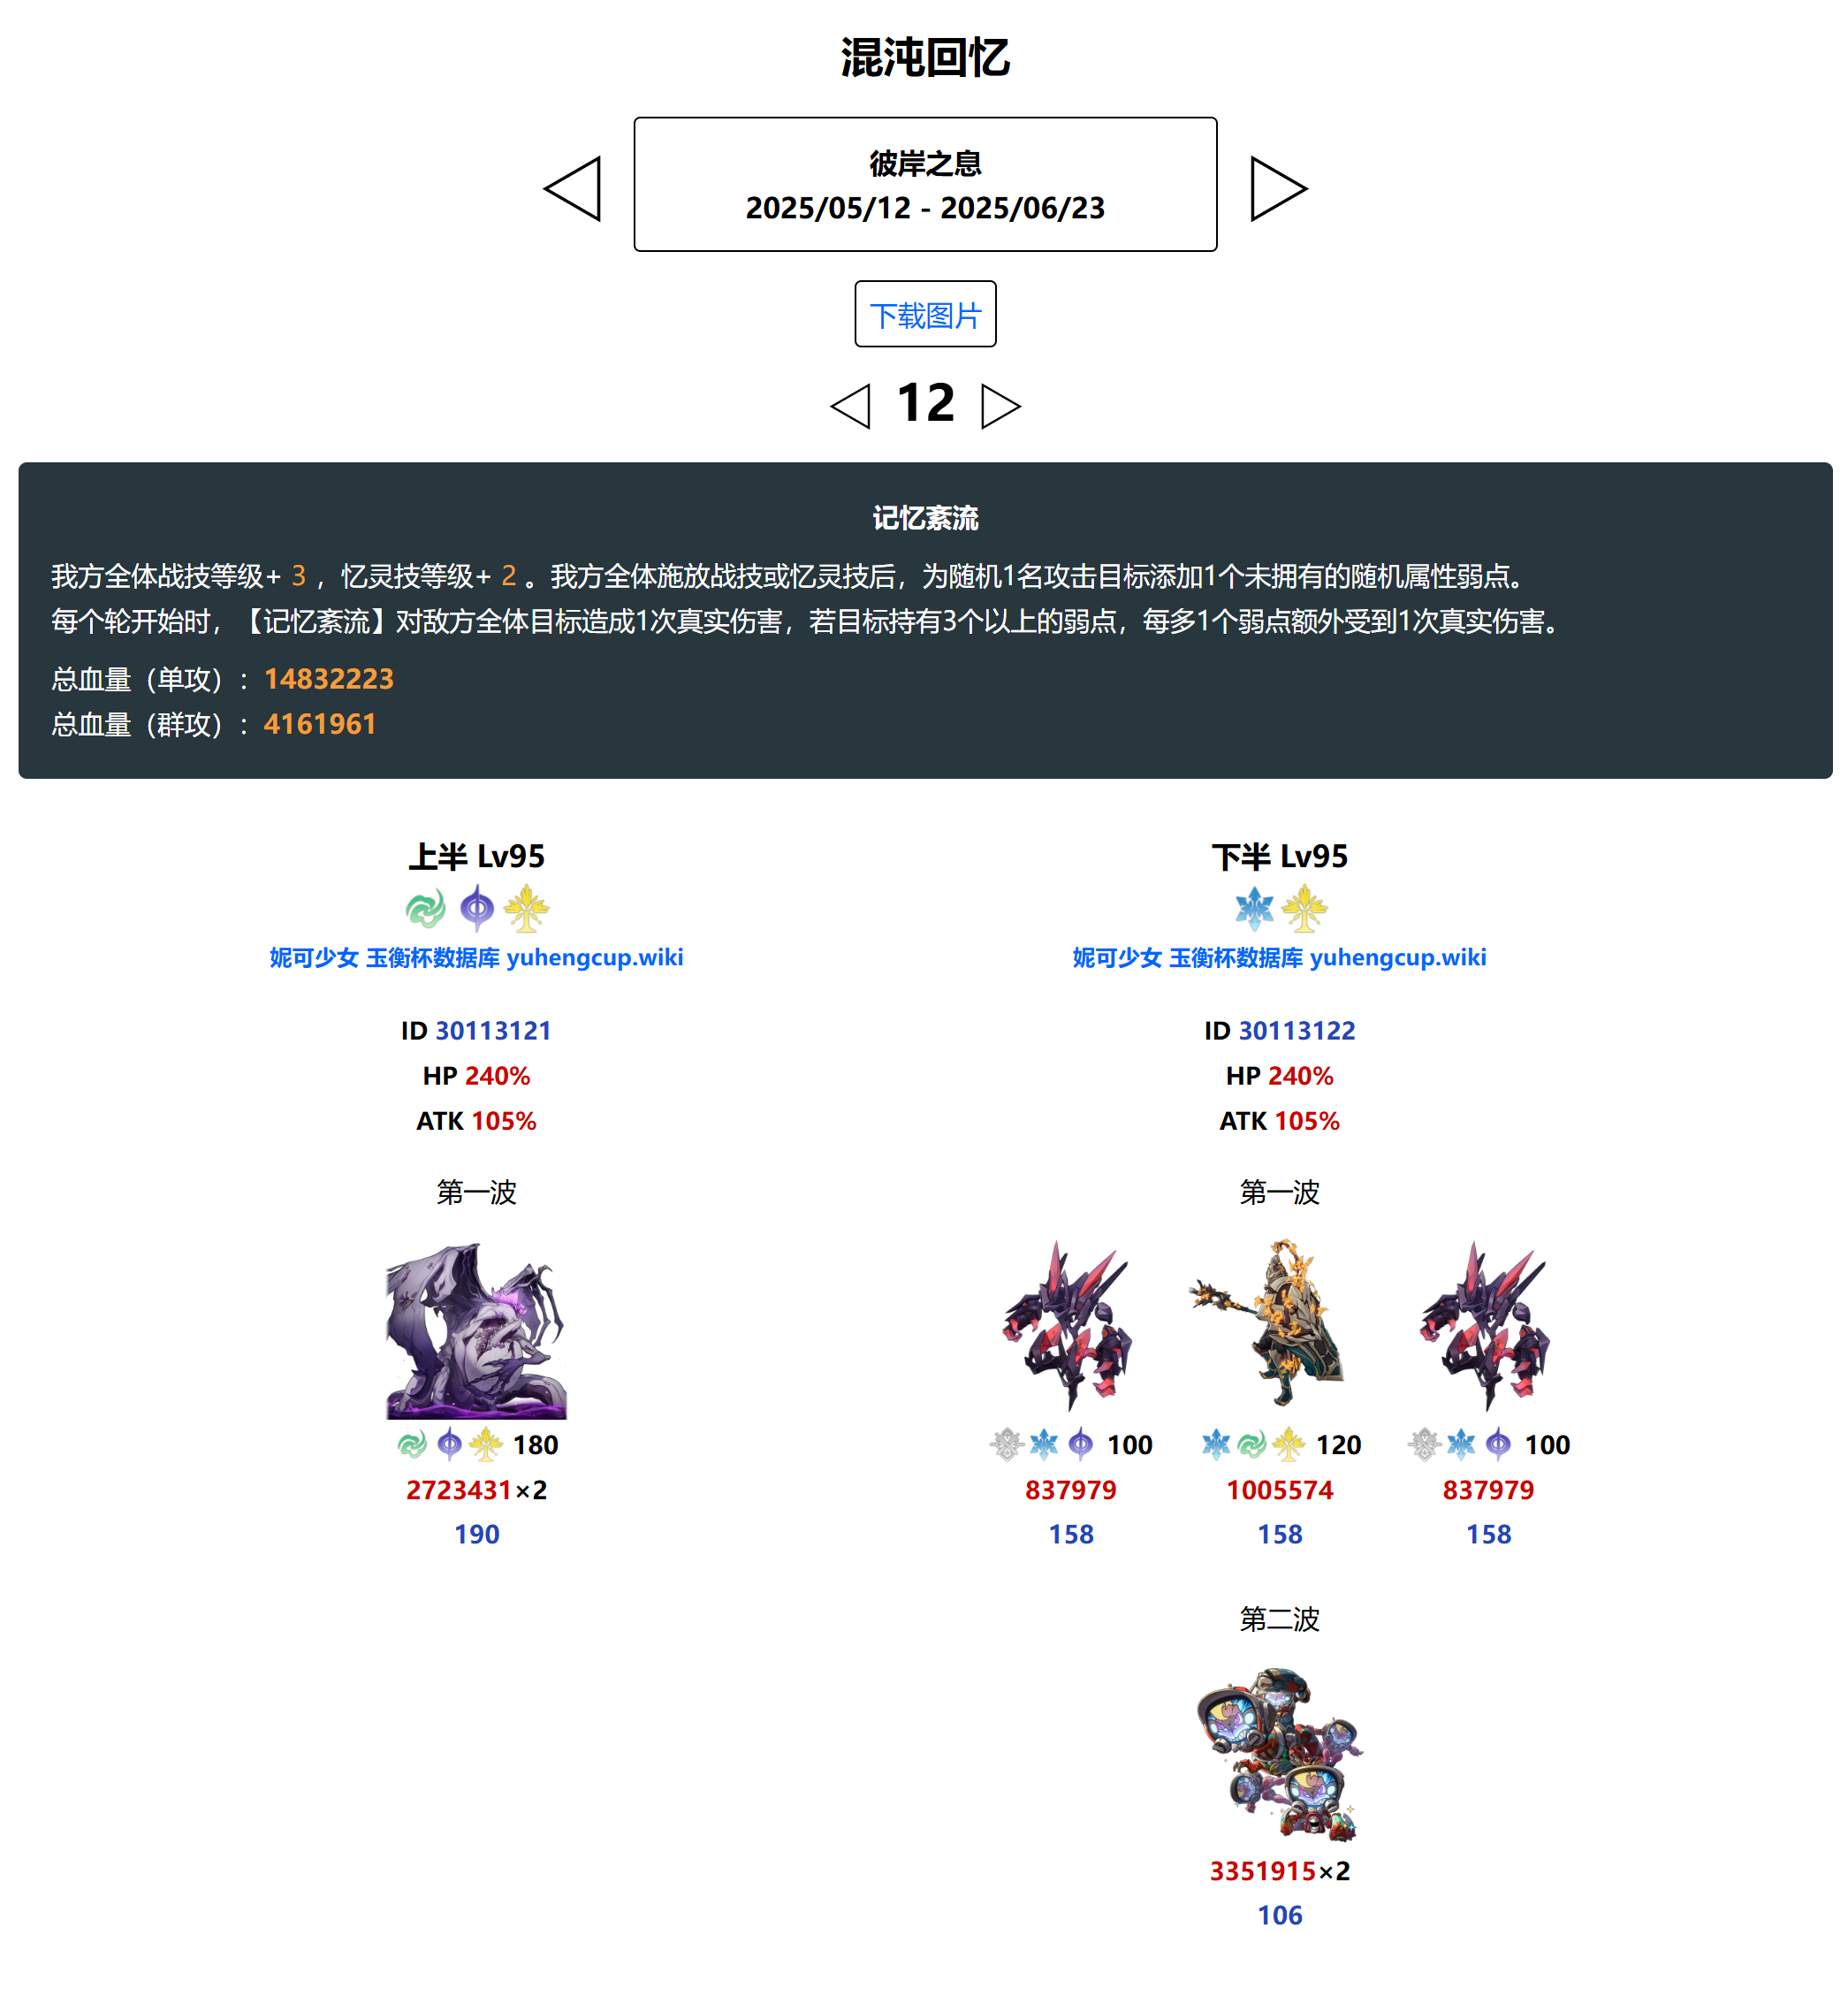 混沌回忆
彼岸之息
2025/05/12 - 2025/06/23
下载图片
12
记忆紊流
我方全体战技等级+ 3 ，忆灵技等级+ 2 。我方全体施放战技或忆灵技后，为随机1名攻击目标添加1个未拥有的随机属性弱点。
每个轮开始时，【记忆紊流】对敌方全体目标造成1次真实伤害，若目标持有3个以上的弱点，每多1个弱点额外受到1次真实伤害。
总血量（单攻）：14832223
总血量（群攻）：4161961
上半 Lv95
妮可少女 玉衡杯数据库 yuhengcup.wiki
ID 30113121
HP 240%
ATK 105%
第一波
180
2723431×2
190
下半 Lv95
妮可少女 玉衡杯数据库 yuhengcup.wiki
ID 30113122
HP 240%
ATK 105%
第一波
100 120 100
837979 1005574 837979
158 158 158
第二波
3351915×2
106